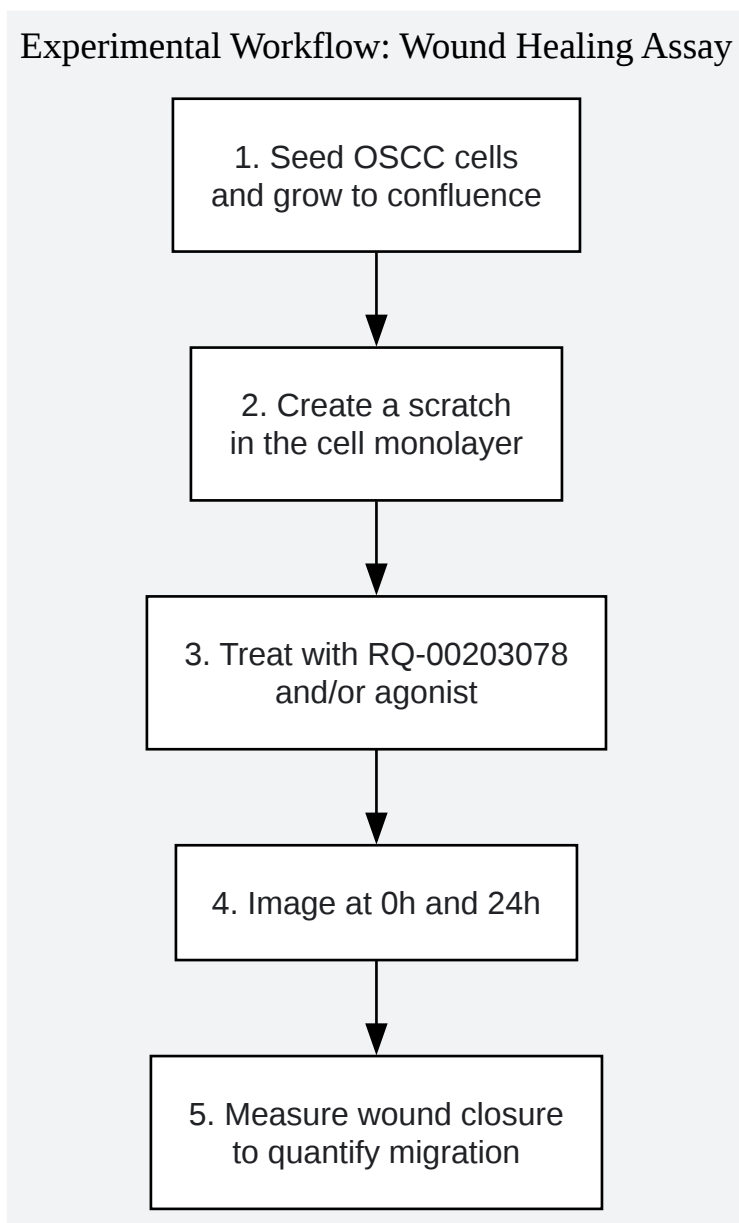 Experimental Workflow: Wound Healing Assay
1. Seed OSCC cells
and grow to confluence
2. Create a scratch
in the cell monolayer
3. Treat with RQ-00203078
and/or agonist
4. Image at 0h and 24h
5. Measure wound closure
to quantify migration